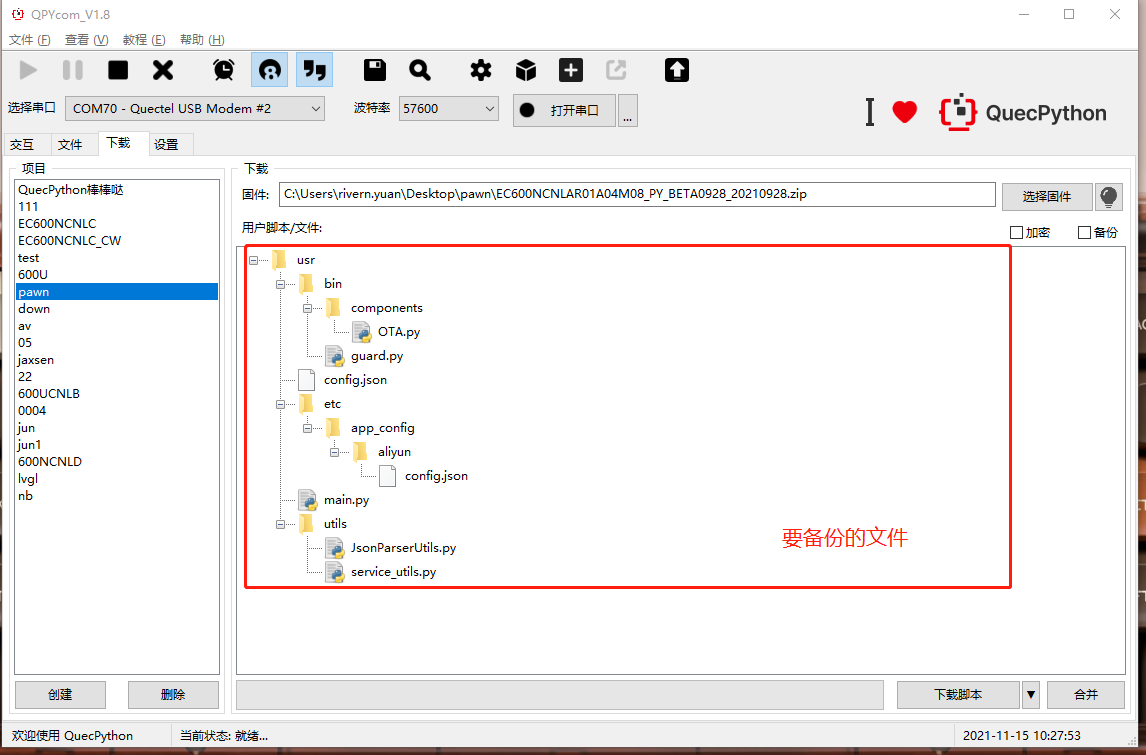 QPYcom_V1.8
文件 (F) 查看 (V) 教程 (E) 帮助 (H)
选择串口 COM70 - Quectel USB Modem #2 波特率 57600 打开串口 ... I QuecPython
交互 文件 下载 设置
项目
QuecPython棒棒哒
111
EC600NCNLC
EC600NCNLC_CW
test
600U
pawn
down
av
05
jaxsen
22
600UCNLB
0004
jun
jun1
600NCNLD
lvgl
nb
创建 删除
下载
固件: C:\Users\rivern.yuan\Desktop\pawn\EC600NCNLAR01A04M08_PY_BETA0928_20210928.zip 选择固件
用户脚本/文件: 加密 备份
usr
bin
components
OTA.py
guard.py
config.json
etc
app_config
aliyun
config.json
main.py
utils
JsonParserUtils.py
service_utils.py
要备份的文件
下载脚本 ▼ 合并
欢迎使用 QuecPython 当前状态: 就绪... 2021-11-15 10:27:53